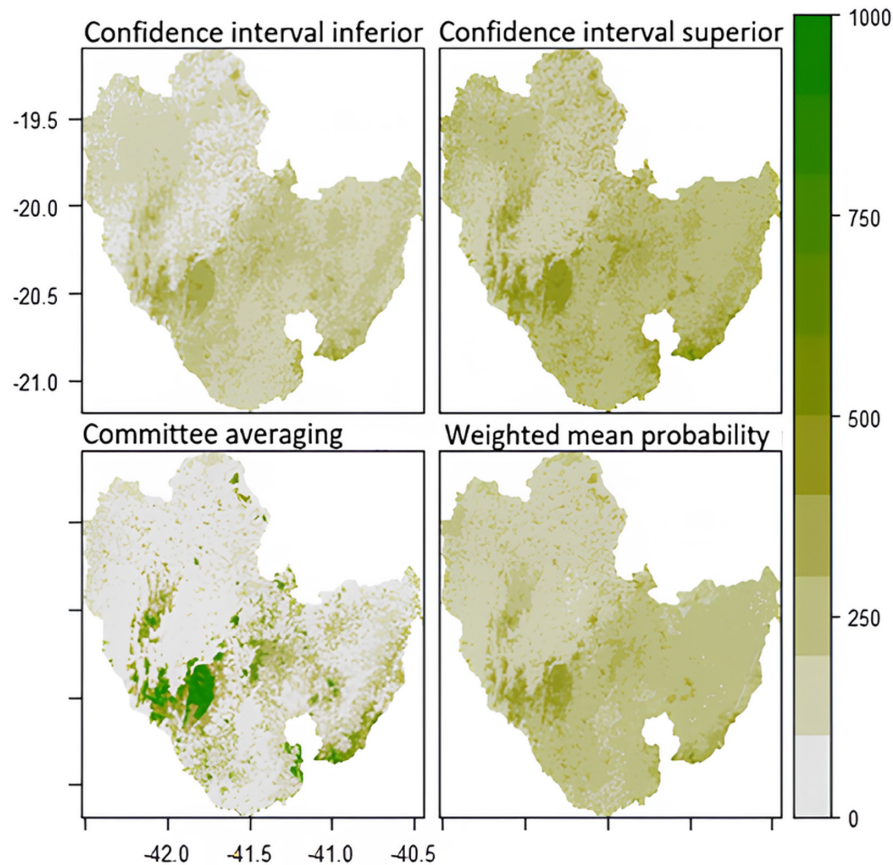 Confidence interval inferior
Confidence interval superior
1000
-19.5
-20.0
750
-20.5
-21.0
500
Committee averaging
Weighted mean probability
250
0
-42.0 -41.5 -41.0 -40.5